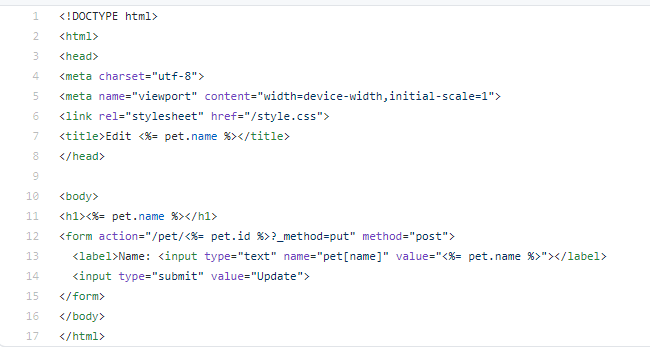 1 <!DOCTYPE html>
2 <html>
3 <head>
4 <meta charset="utf-8">
5 <meta name="viewport" content="width=device-width,initial-scale=1">
6 <link rel="stylesheet" href="/style.css">
7 <title>Edit <%= pet.name %></title>
8 </head>
9
10 <body>
11 <h1><%= pet.name %></h1>
12 <form action="/pet/<%= pet.id %>?_method=put" method="post">
13   <label>Name: <input type="text" name="pet[name]" value="<%= pet.name %>"></label>
14   <input type="submit" value="Update">
15 </form>
16 </body>
17 </html>